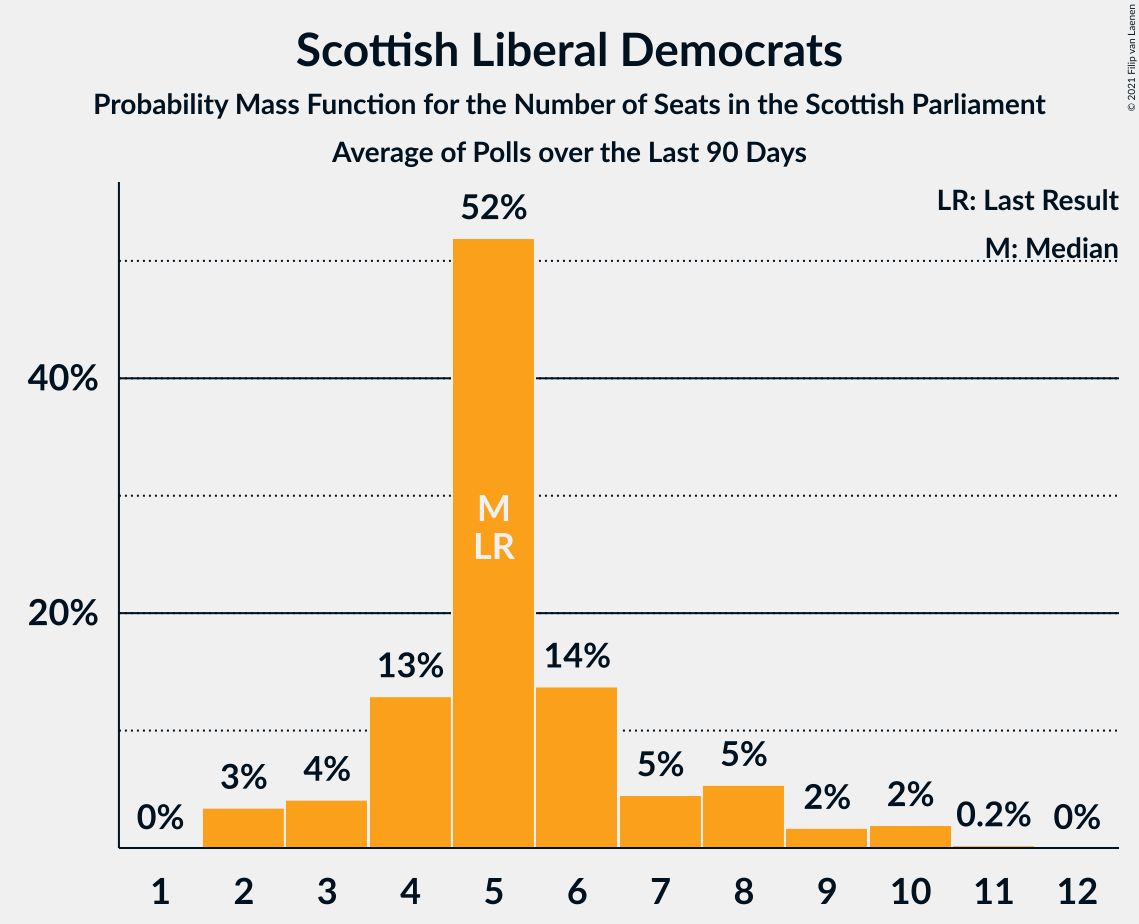 Scottish Liberal Democrats
Probability Mass Function for the Number of Seats in the Scottish Parliament
Average of Polls over the Last 90 Days
© 2021 Filip van Laenen
LR: Last Result
M: Median
40%
20%
0%
3%
4%
13%
52%
14%
5%
5%
2%
2%
0.2%
0%
M
LR
1 2 3 4 5 6 7 8 9 10 11 12